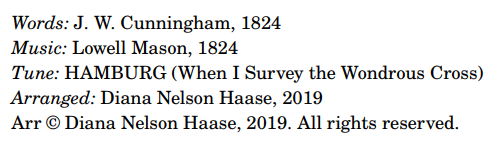 Words: J. W. Cunningham, 1824
Music: Lowell Mason, 1824
Tune: HAMBURG (When I Survey the Wondrous Cross)
Arranged: Diana Nelson Haase, 2019
Arr © Diana Nelson Haase, 2019. All rights reserved.